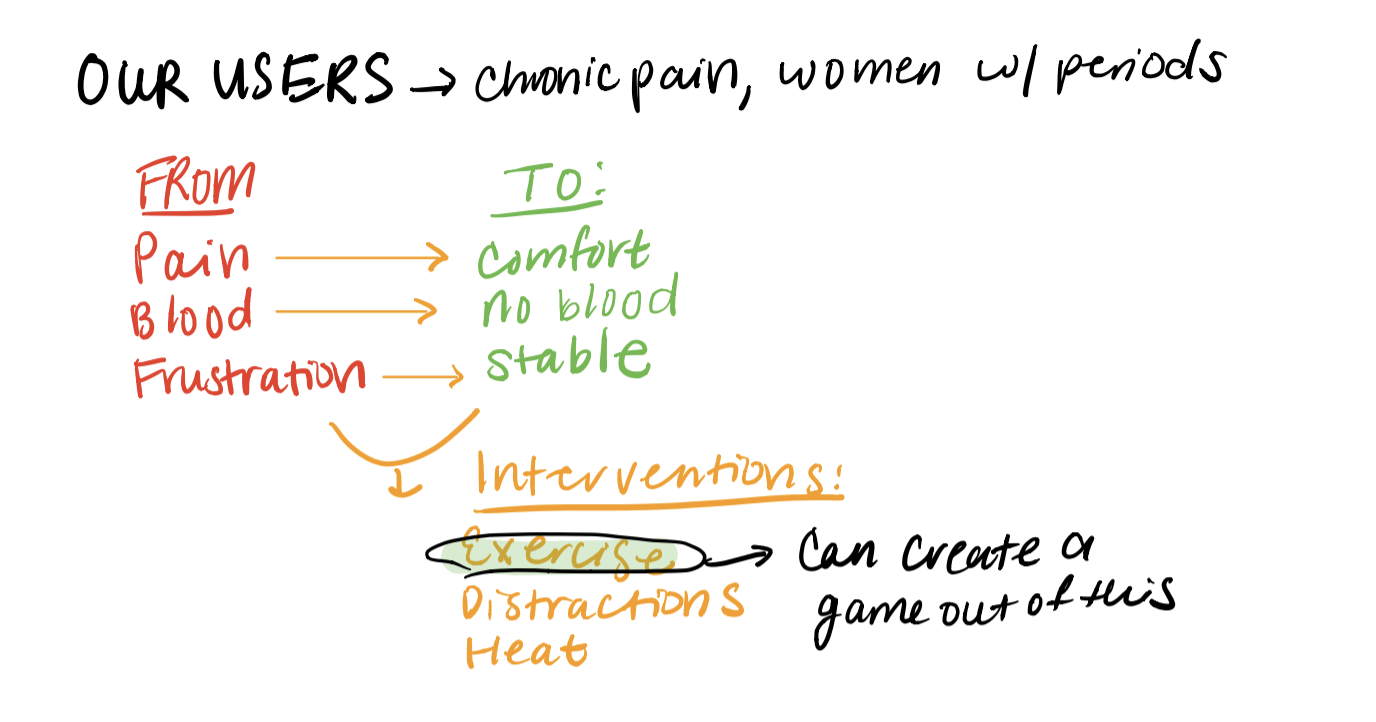 OUR USERS → chronic pain, women w/ periods
FROM
TO:
Pain → comfort
Blood → no blood
Frustration → stable
Interventions:
Exercise → Can create a
game out of this
Distractions
Heat